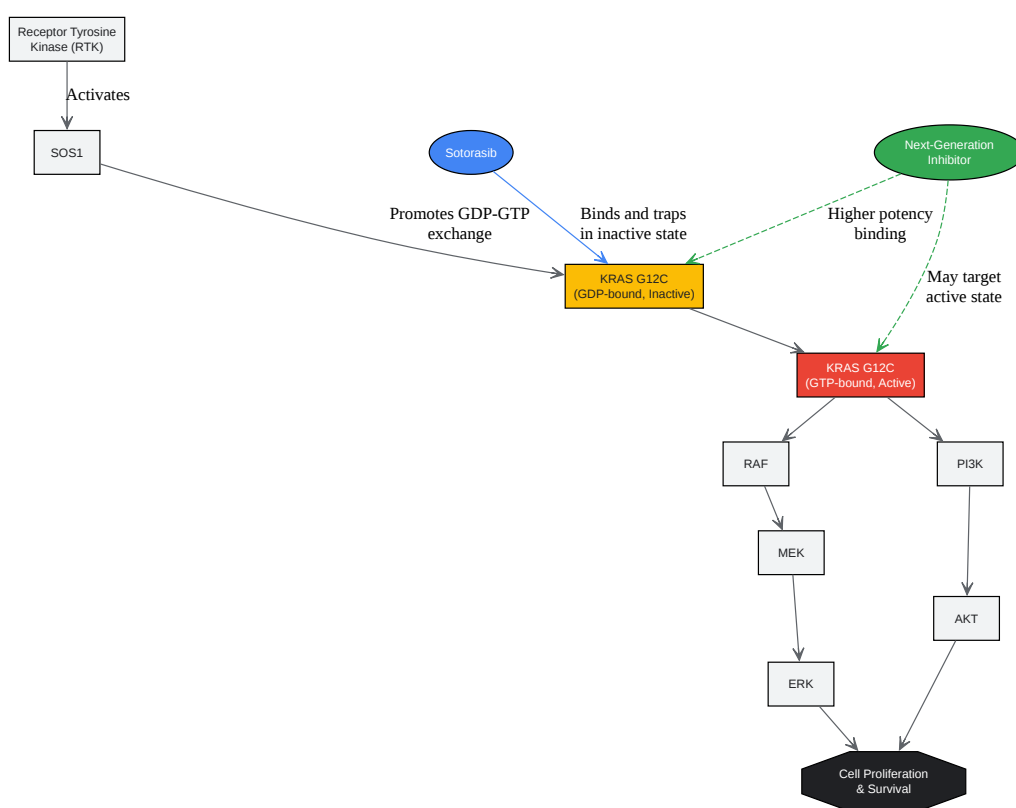 Receptor Tyrosine
Kinase (RTK)
Activates
SOS1
Sotorasib
Next-Generation
Inhibitor
Promotes GDP-GTP
exchange
Binds and traps
in inactive state
Higher potency
binding
KRAS G12C
(GDP-bound, Inactive)
May target
active state
KRAS G12C
(GTP-bound, Active)
RAF
PI3K
MEK
AKT
ERK
Cell Proliferation
& Survival